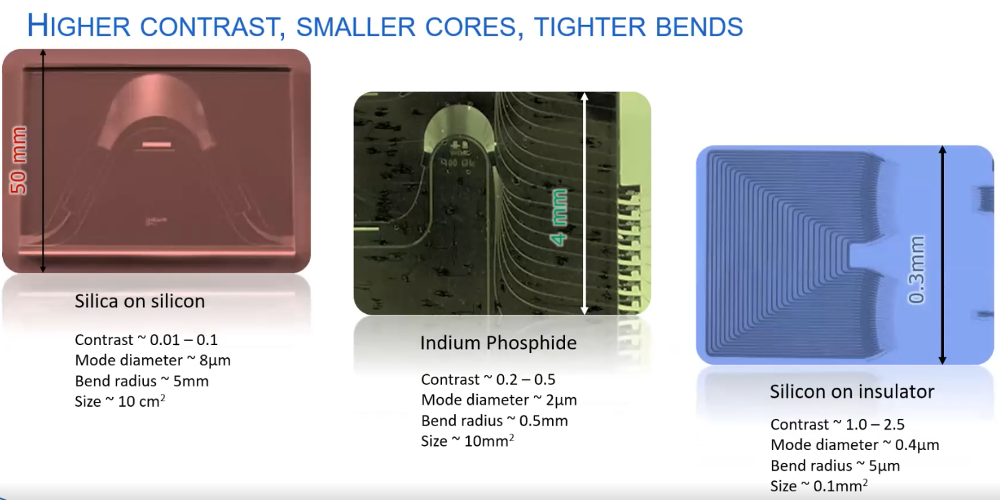 HIGHER CONTRAST, SMALLER CORES, TIGHTER BENDS
50 mm
Silica on silicon
Contrast ~ 0.01 – 0.1
Mode diameter ~ 8µm
Bend radius ~ 5mm
Size ~ 10 cm²
4 mm
Indium Phosphide
Contrast ~ 0.2 – 0.5
Mode diameter ~ 2µm
Bend radius ~ 0.5mm
Size ~ 10mm²
0.3mm
Silicon on insulator
Contrast ~ 1.0 – 2.5
Mode diameter ~ 0.4µm
Bend radius ~ 5µm
Size ~ 0.1mm²